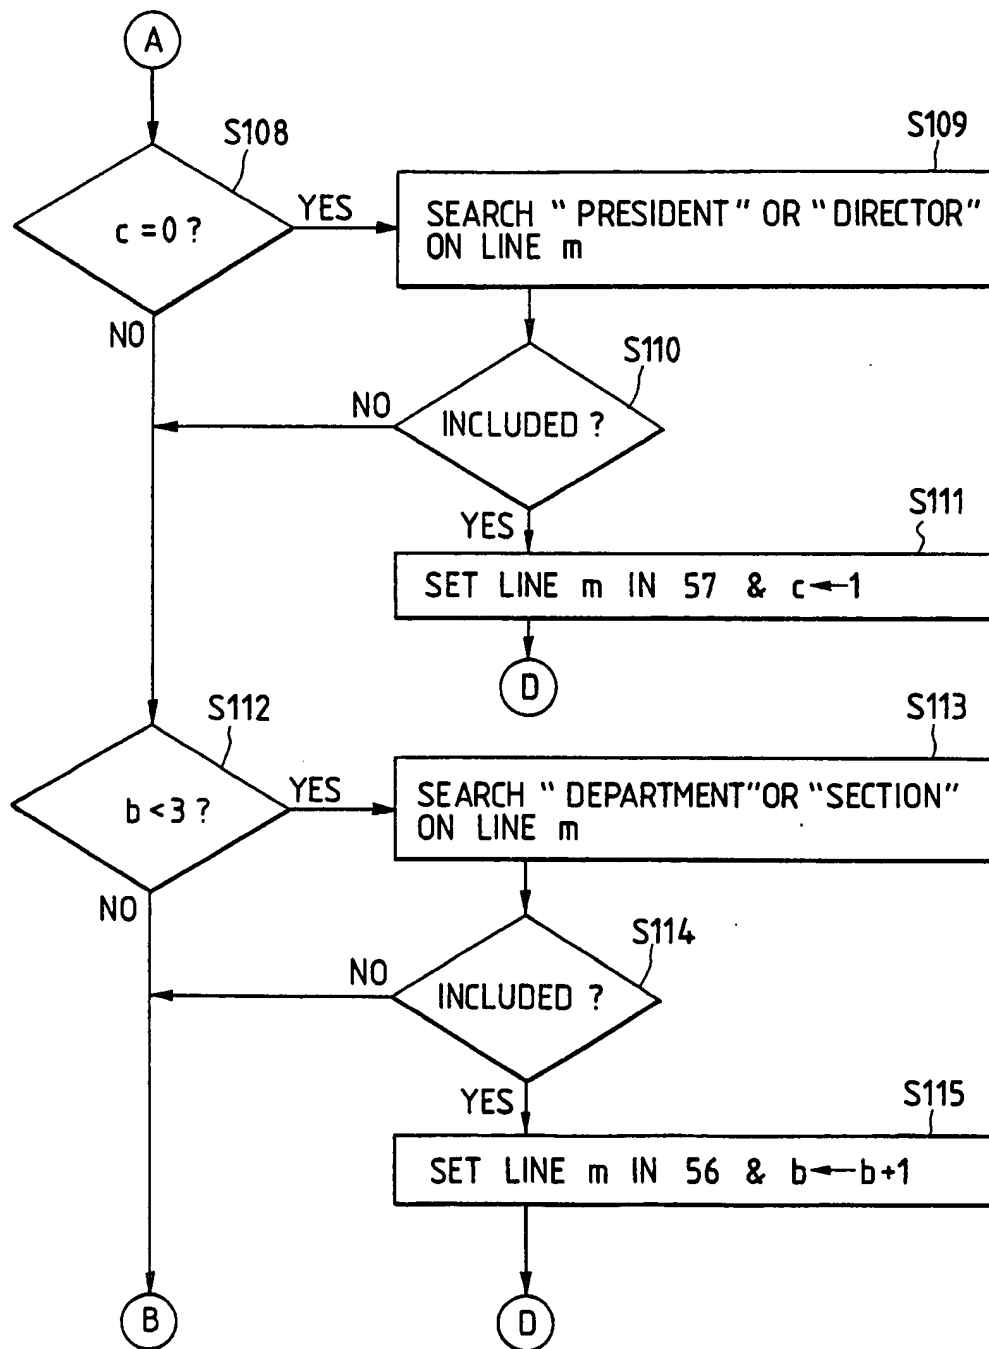 A
S108
c=0?
YES
NO
S109
SEARCH "PRESIDENT" OR "DIRECTOR"
ON LINE m
S110
INCLUDED ?
NO
YES
S111
SET LINE m IN 57 & c←1
D
S112
b<3?
YES
NO
S113
SEARCH "DEPARTMENT" OR "SECTION"
ON LINE m
S114
INCLUDED ?
NO
YES
S115
SET LINE m IN 56 & b←b+1
B
D